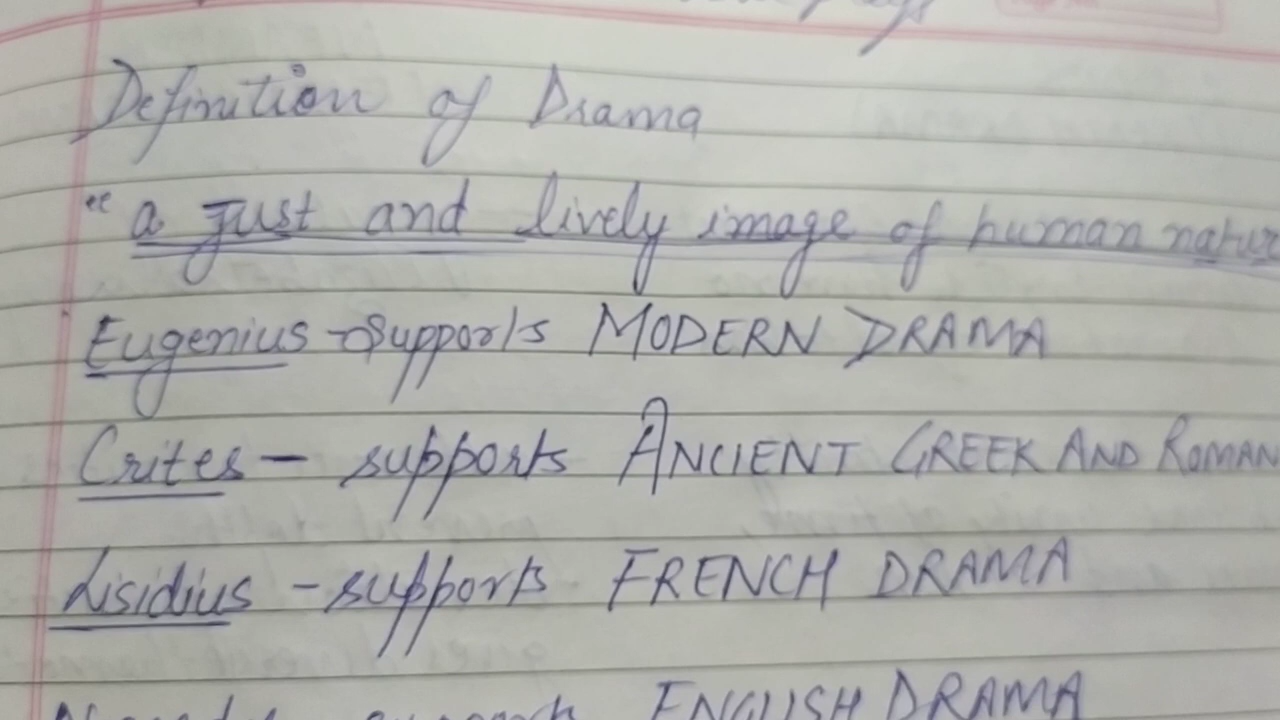 Definition of Drama
"a just and lively image of human natur
Eugenius - Supports MODERN DRAMA
Crites - supports ANCIENT GREEK AND ROMAN
Lisidius - supports FRENCH DRAMA
ENGLISH DRAMA